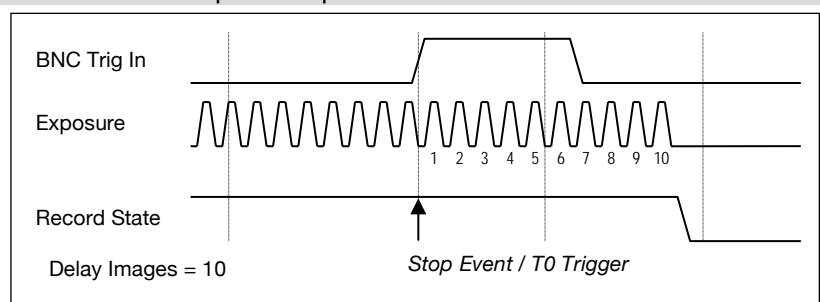 BNC Trig In
Exposure
1 2 3 4 5 6 7 8 9 10
Record State
Delay Images = 10
Stop Event / T0 Trigger